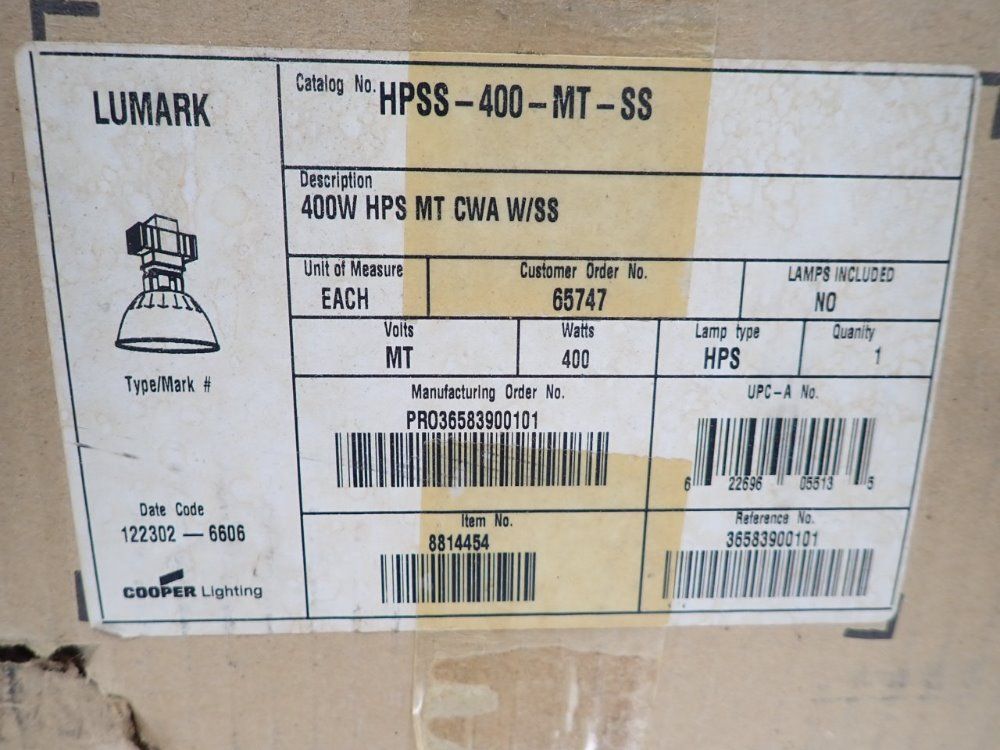 LUMARK
Catalog No. HPSS-400-MT-SS
Description
400W HPS MT CWA W/SS
Unit of Measure
EACH
Customer Order No.
65747
LAMPS INCLUDED
NO
Volts
MT
Watts
400
Lamp type
HPS
Quanity
1
Type/Mark #
Manufacturing Order No.
PRO36583900101
UPC-A No.
6 22696 05513 5
Date Code
122302 - 6606
Item No.
8814454
Reference No.
36583900101
COOPER Lighting